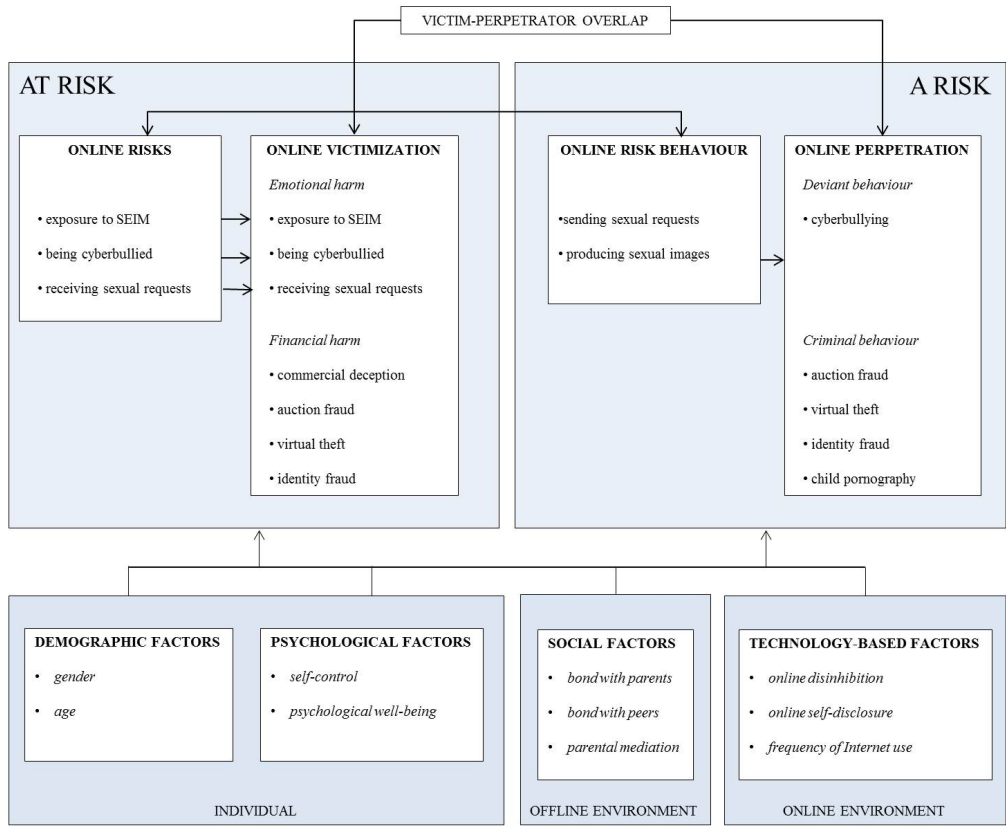 VICTIM-PERPETRATOR OVERLAP
AT RISK
A RISK
ONLINE RISKS
• exposure to SEIM
• being cyberbullied
• receiving sexual requests
ONLINE VICTIMIZATION
Emotional harm
• exposure to SEIM
• being cyberbullied
• receiving sexual requests
Financial harm
• commercial deception
• auction fraud
• virtual theft
• identity fraud
ONLINE RISK BEHAVIOUR
•sending sexual requests
• producing sexual images
ONLINE PERPETRATION
Deviant behaviour
• cyberbullying
Criminal behaviour
• auction fraud
• virtual theft
• identity fraud
• child pornography
DEMOGRAPHIC FACTORS
• gender
• age
PSYCHOLOGICAL FACTORS
• self-control
• psychological well-being
INDIVIDUAL
SOCIAL FACTORS
• bond with parents
• bond with peers
• parental mediation
OFFLINE ENVIRONMENT
TECHNOLOGY-BASED FACTORS
• online disinhibition
• online self-disclosure
• frequency of Internet use
ONLINE ENVIRONMENT